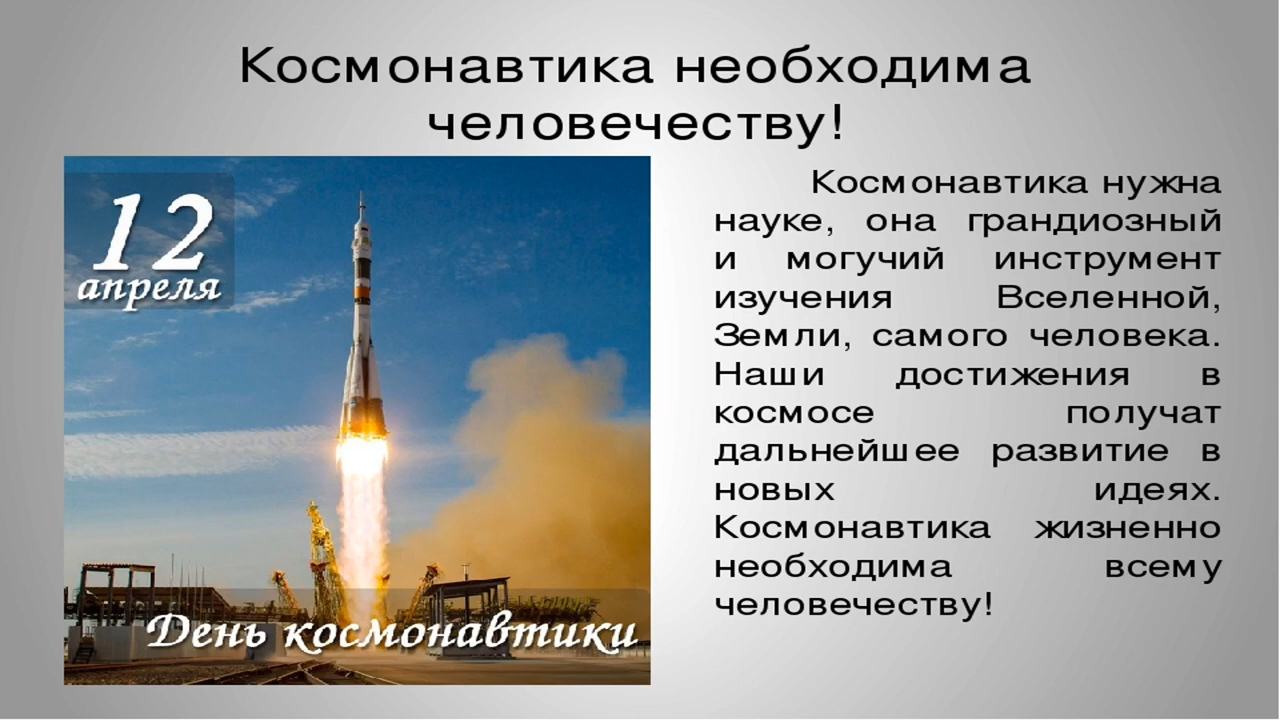 Космонавтика необходима
человечеству!
12
апреля
День космонавтики
Космонавтика нужна
науке, она грандиозный
и могучий инструмент
изучения Вселенной,
Земли, самого человека.
Наши достижения в
космосе получат
дальнейшее развитие в
новых идеях.
Космонавтика жизненно
необходима всему
человечеству!